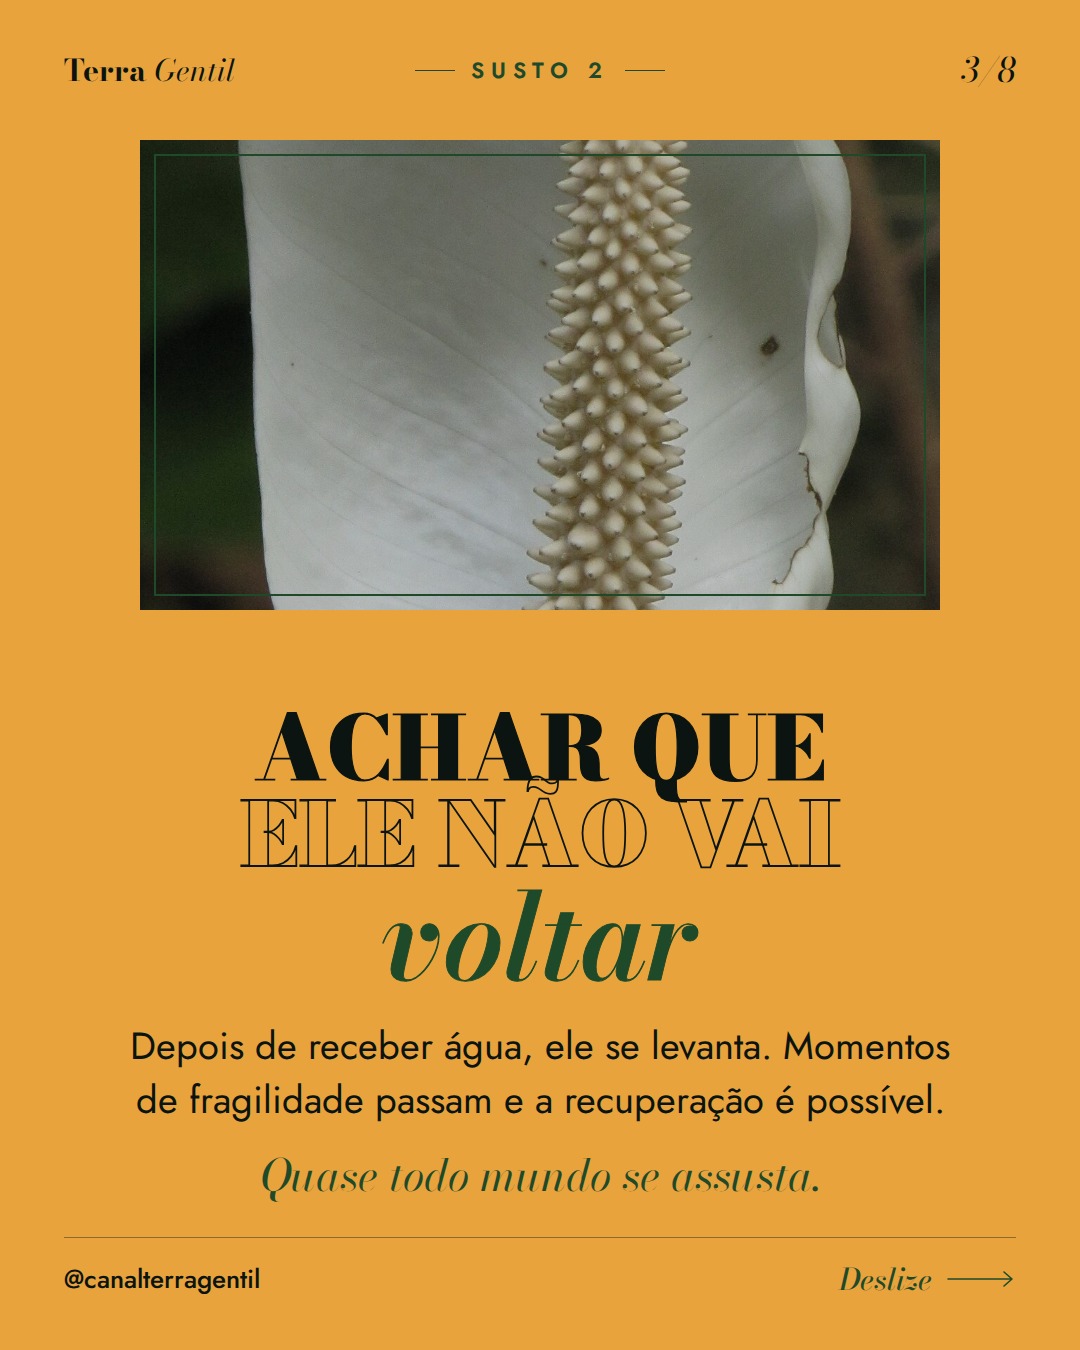 Terra Gentil
SUSTO 2
3/8
ACHAR QUE
ELE NÃO VAI
voltar
Depois de receber água, ele se levanta. Momentos
de fragilidade passam e a recuperação é possível.
Quase todo mundo se assusta.
@canalterragentil
Deslize